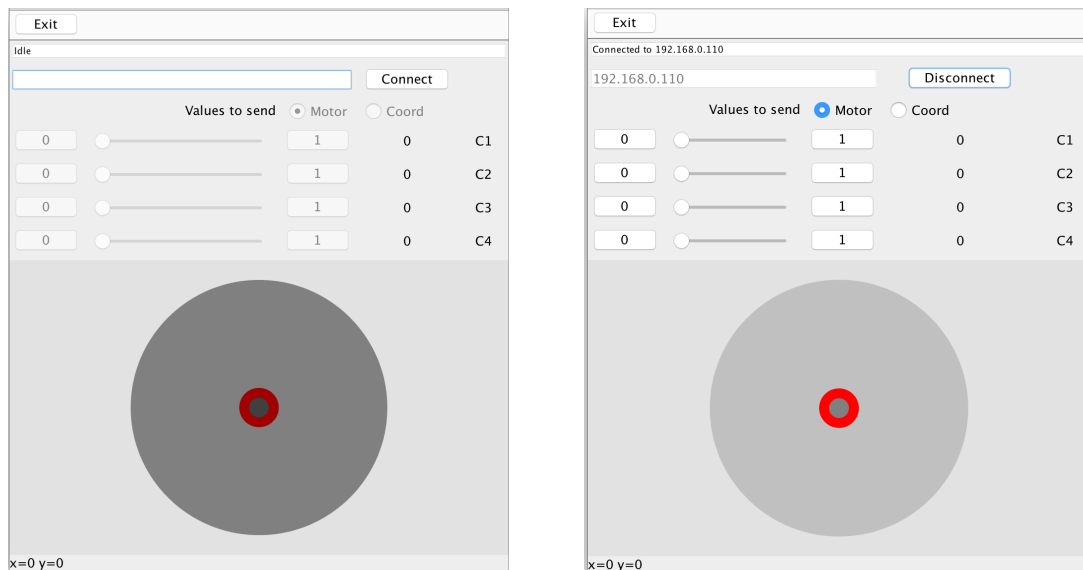 Exit
Idle
Connect
Values to send Motor Coord
0 1 0 C1
0 1 0 C2
0 1 0 C3
0 1 0 C4
x=0 y=0
Exit
Connected to 192.168.0.110
192.168.0.110 Disconnect
Values to send Motor Coord
0 1 0 C1
0 1 0 C2
0 1 0 C3
0 1 0 C4
x=0 y=0